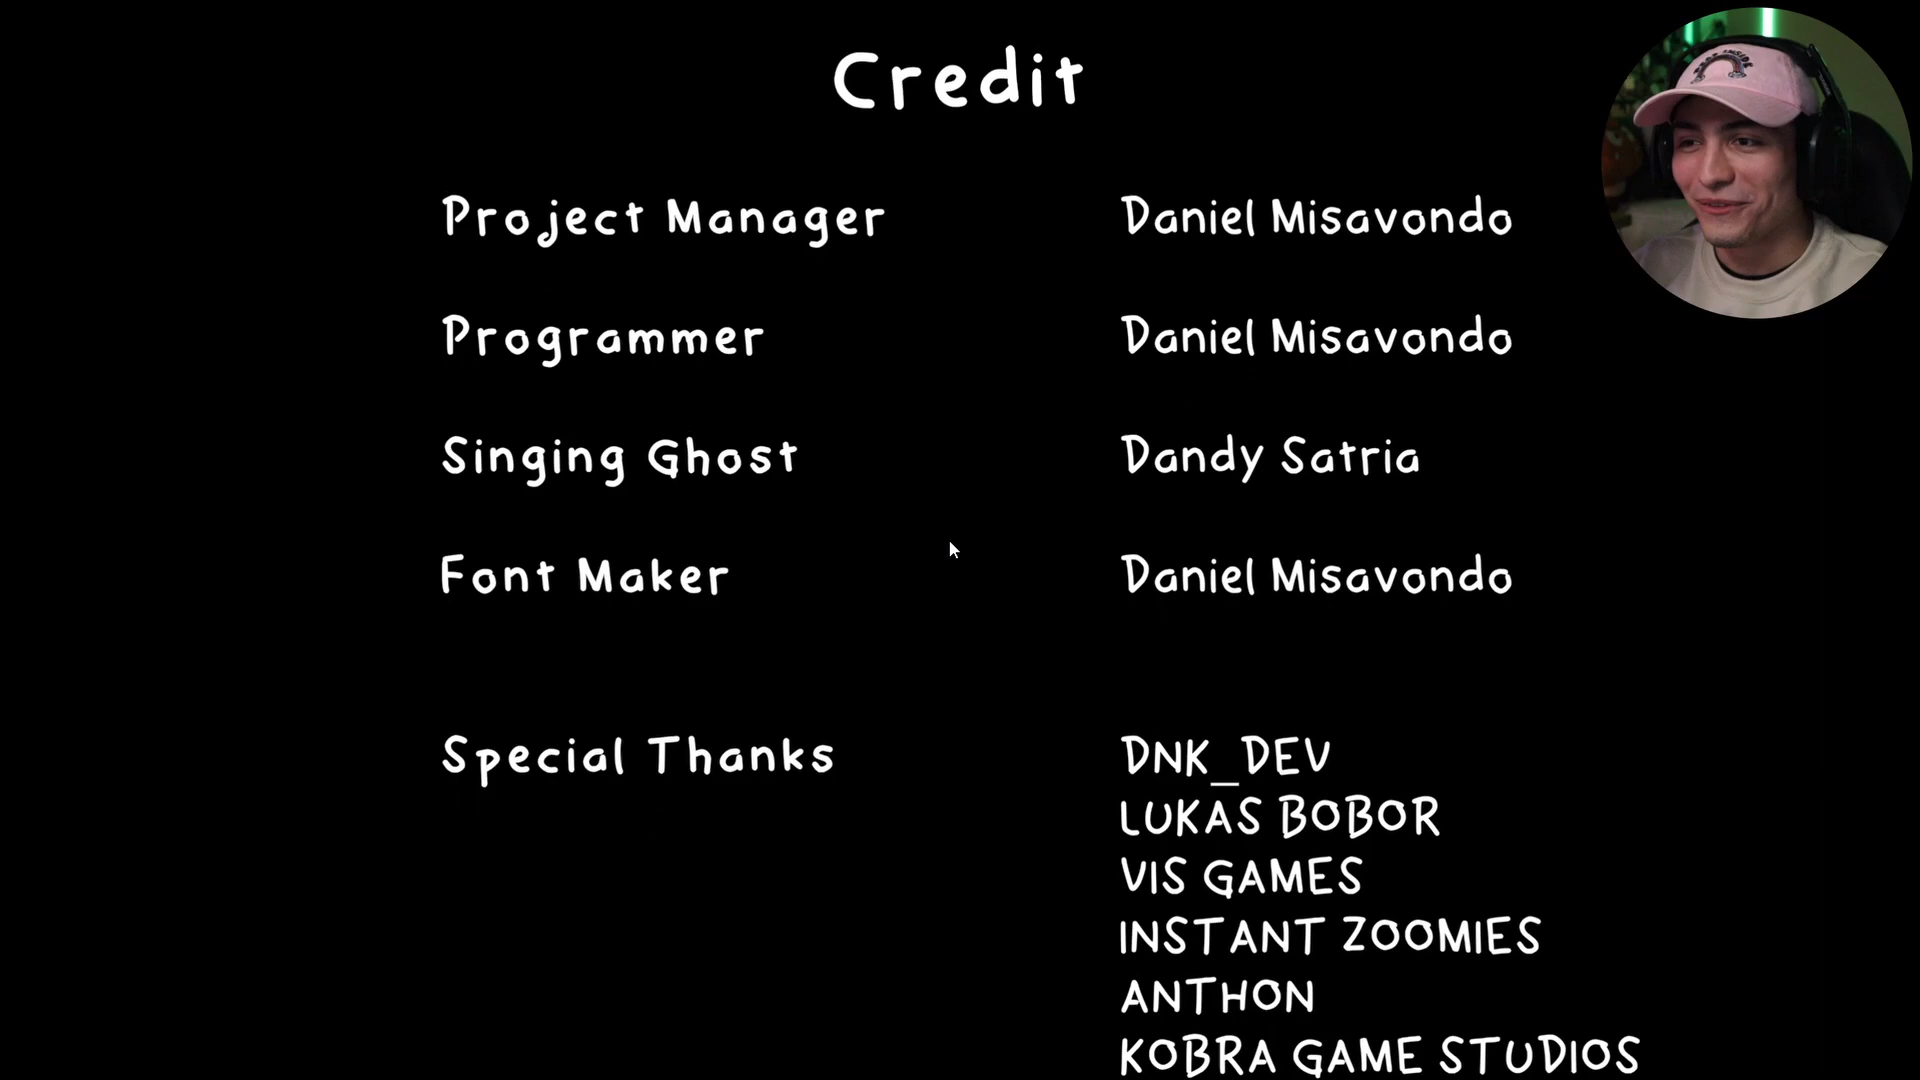 Credit
Project Manager Daniel Misavondo
Programmer Daniel Misavondo
Singing Ghost Dandy Satria
Font Maker Daniel Misavondo
Special Thanks DNK_DEV
LUKAS BOBOR
VIS GAMES
INSTANT ZOOMIES
ANTHON
KOBRA GAME STUDIOS